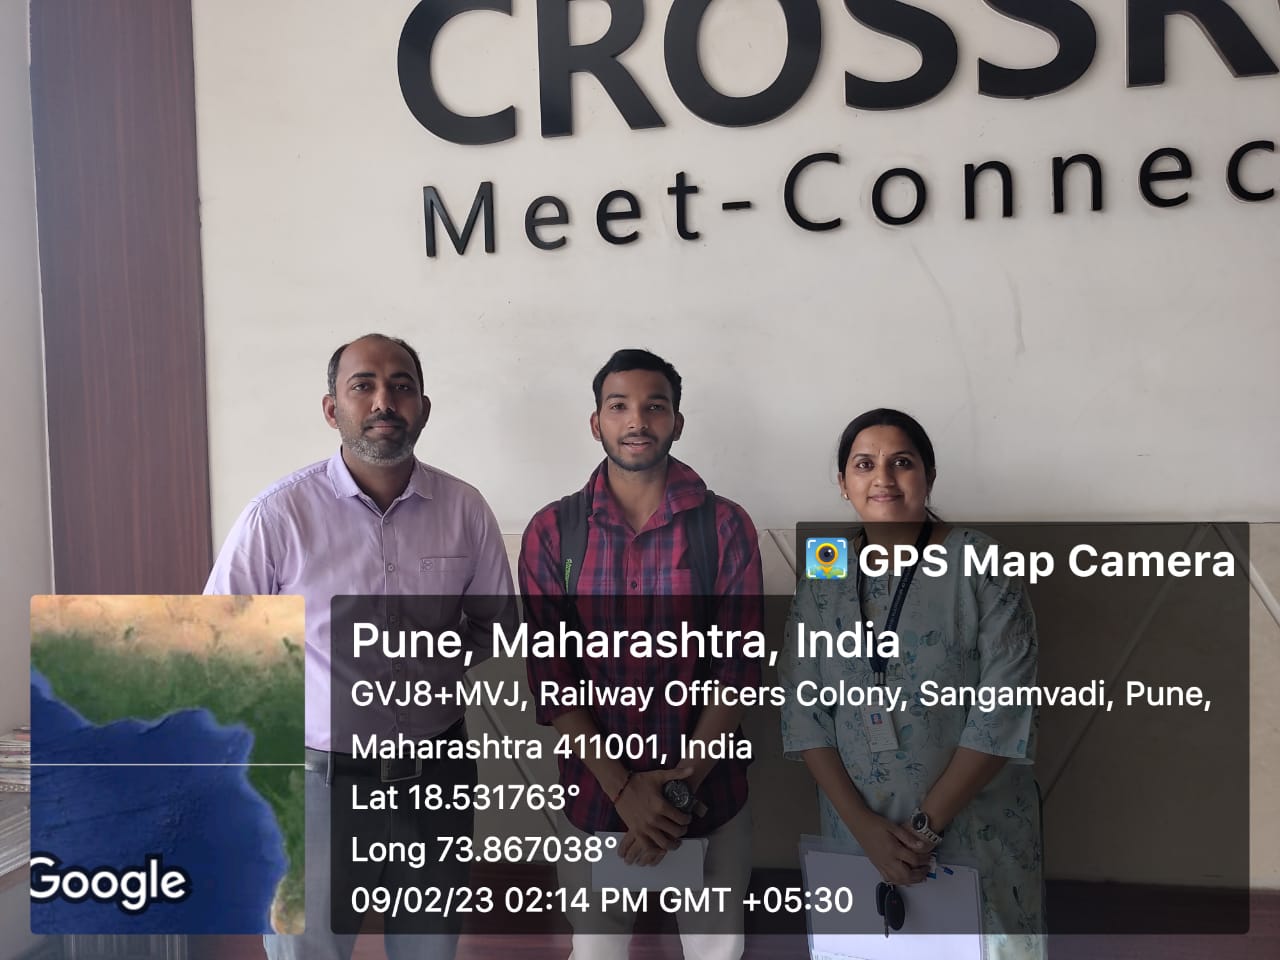 CROSSR
Meet-Connec
GPS Map Camera
Pune, Maharashtra, India
GVJ8+MVJ, Railway Officers Colony, Sangamvadi, Pune,
Maharashtra 411001, India
Lat 18.531763°
Long 73.867038°
09/02/23 02:14 PM GMT +05:30
Google